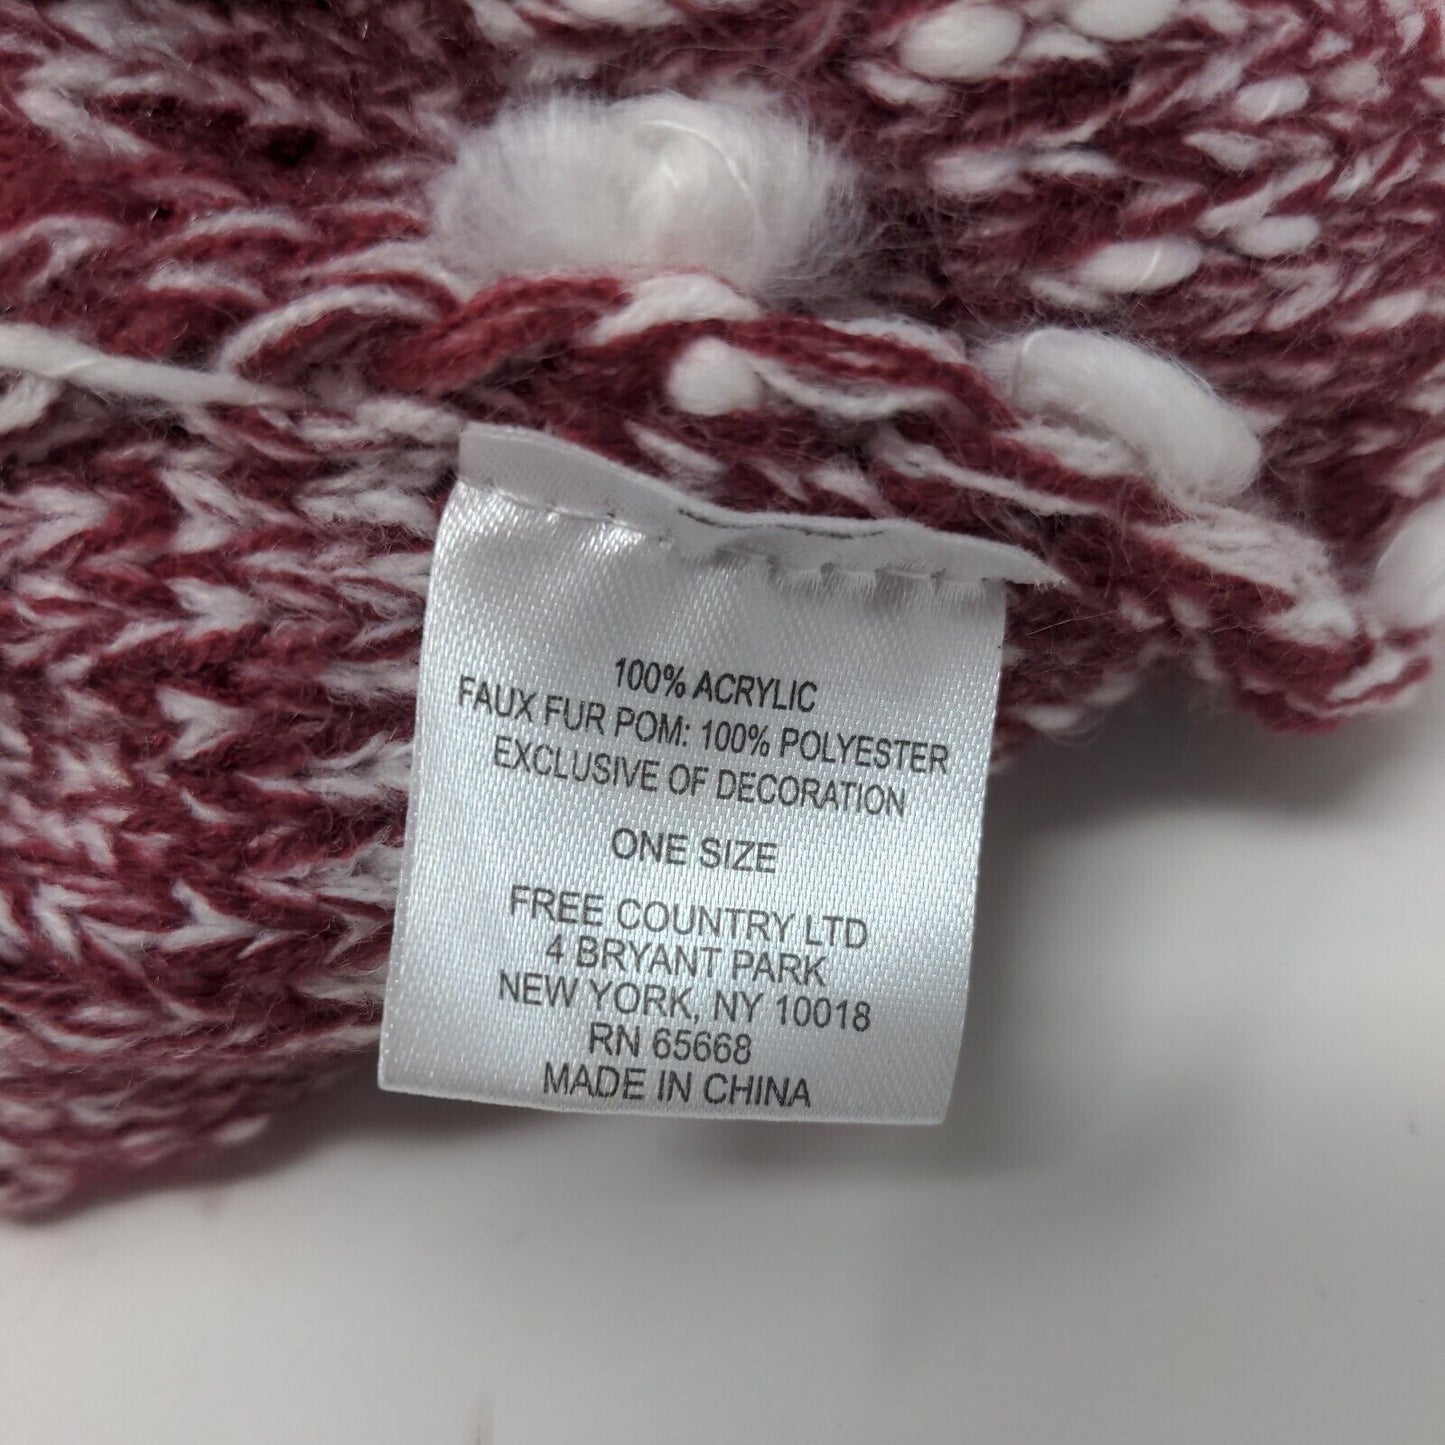 100% ACRYLIC
FAUX FUR POM: 100% POLYESTER
EXCLUSIVE OF DECORATION
ONE SIZE
FREE COUNTRY LTD
4 BRYANT PARK
NEW YORK, NY 10018
RN 65668
MADE IN CHINA